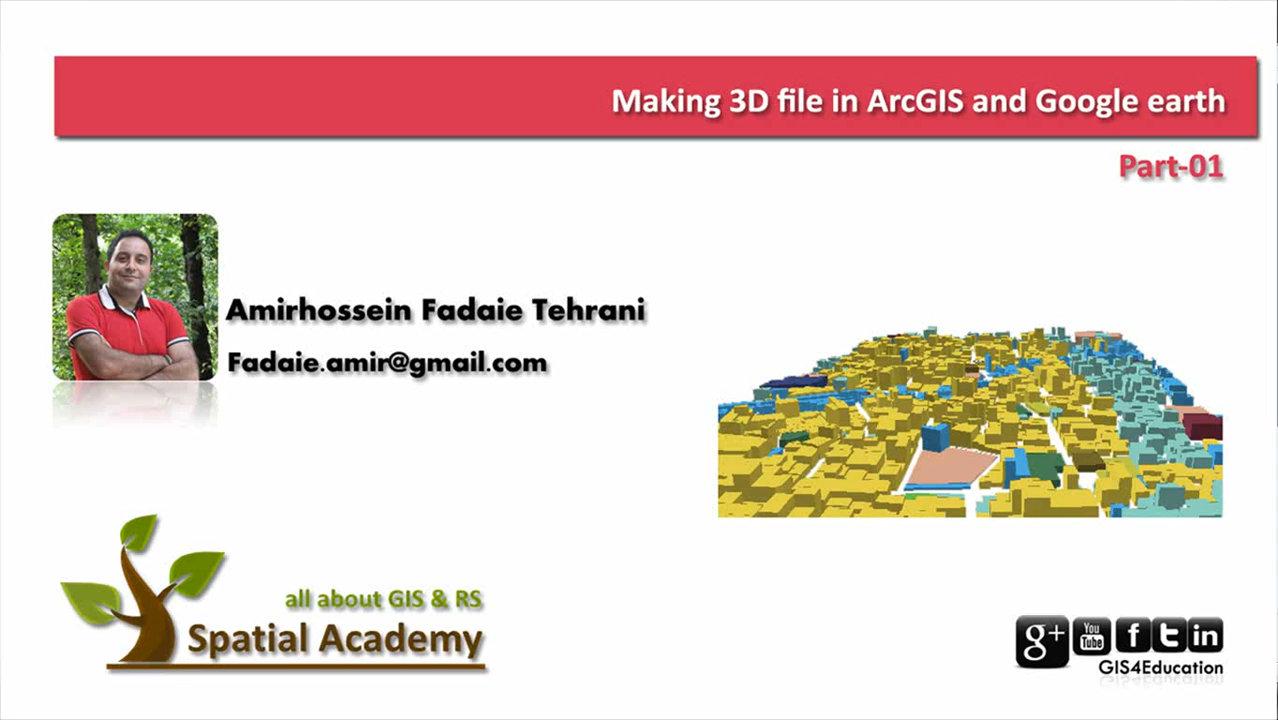 Making 3D file in ArcGIS and Google earth
Part-01
Amirhossein Fadaie Tehrani
Fadaie.amir@gmail.com
all about GIS & RS
Spatial Academy
g+ You Tube f t in
GIS4Education